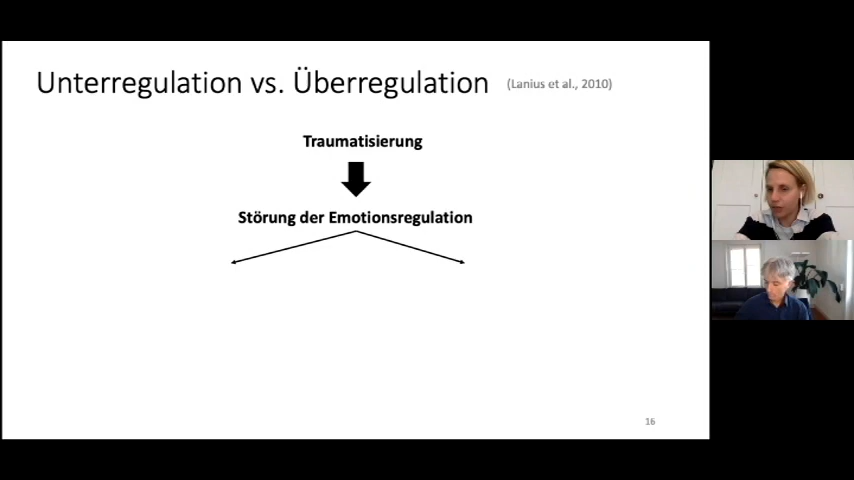 Unterregulation vs. Überregulation (Lanius et al., 2010)
Traumatisierung
Störung der Emotionsregulation
16